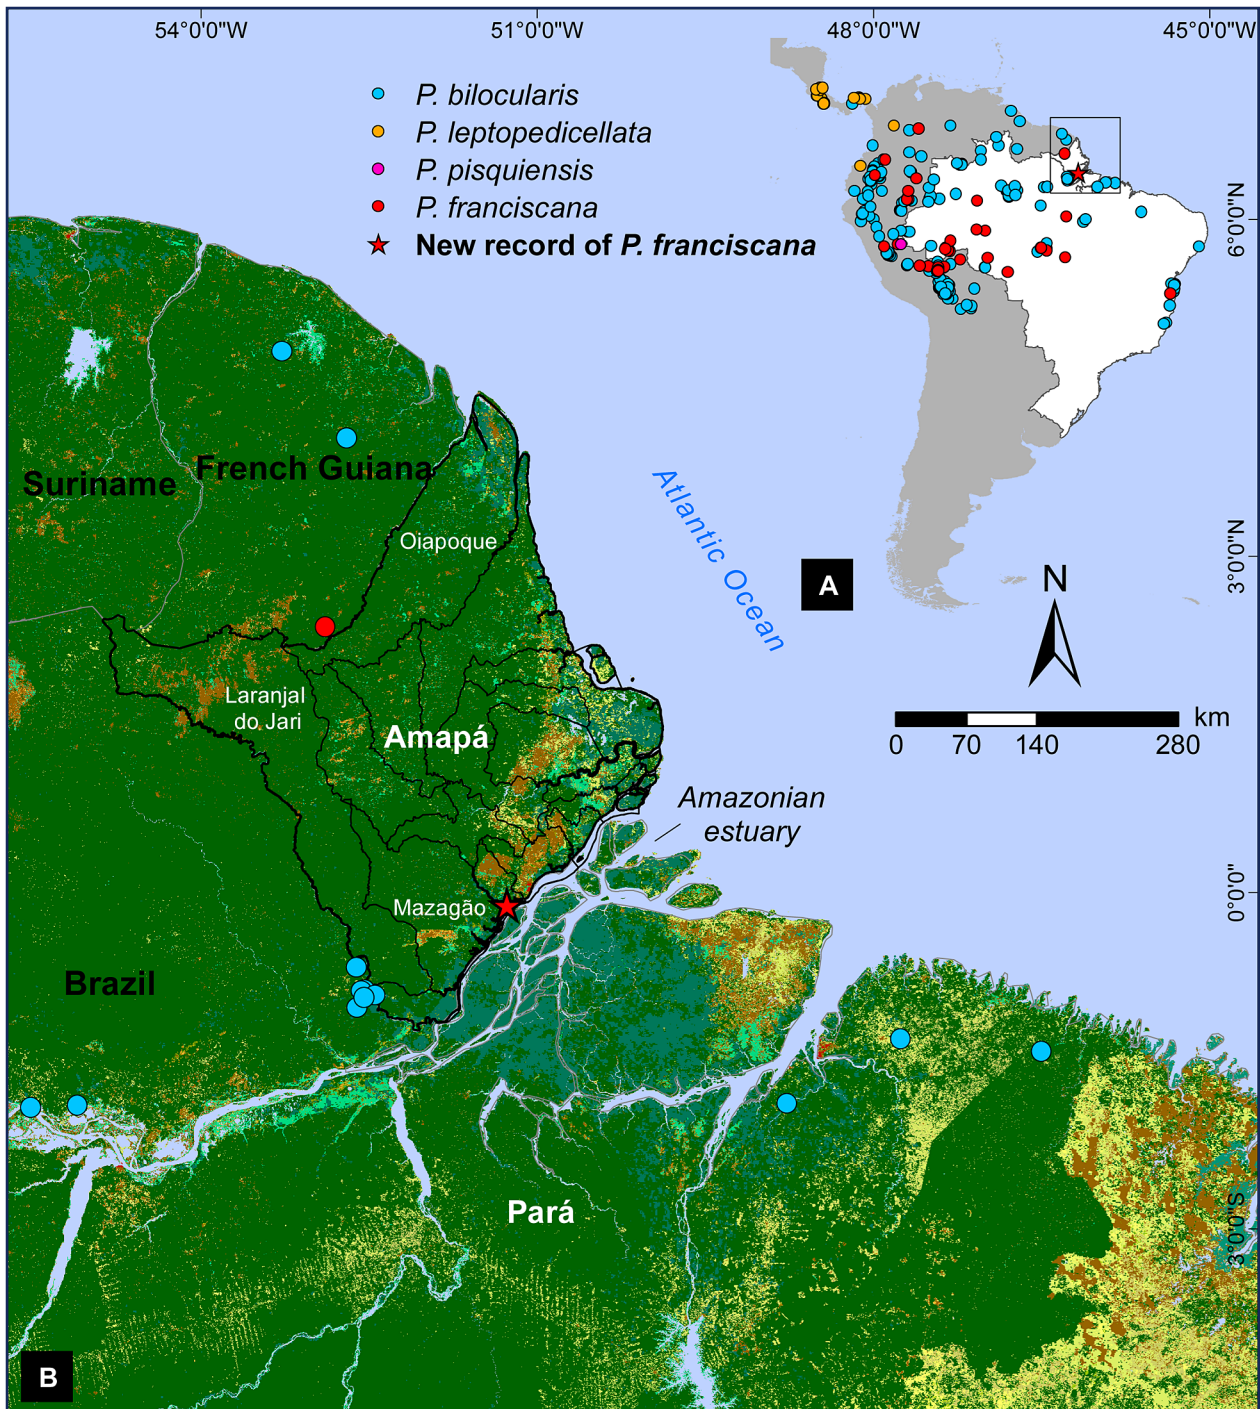 54°0'0"W
51°0'0"W
48°0'0"W
45°0'0"W
P. bilocularis
P. leptopedicellata
P. pisquiensis
P. franciscana
New record of P. franciscana
6°0'0"N
3°0'0"N
0°0'0"
3°0'0"S
A
N
km
0 70 140 280
Atlantic Ocean
Suriname
French Guiana
Oiapoque
Laranjal
do Jari
Amapá
Amazonian
estuary
Mazagão
Brazil
Pará
B